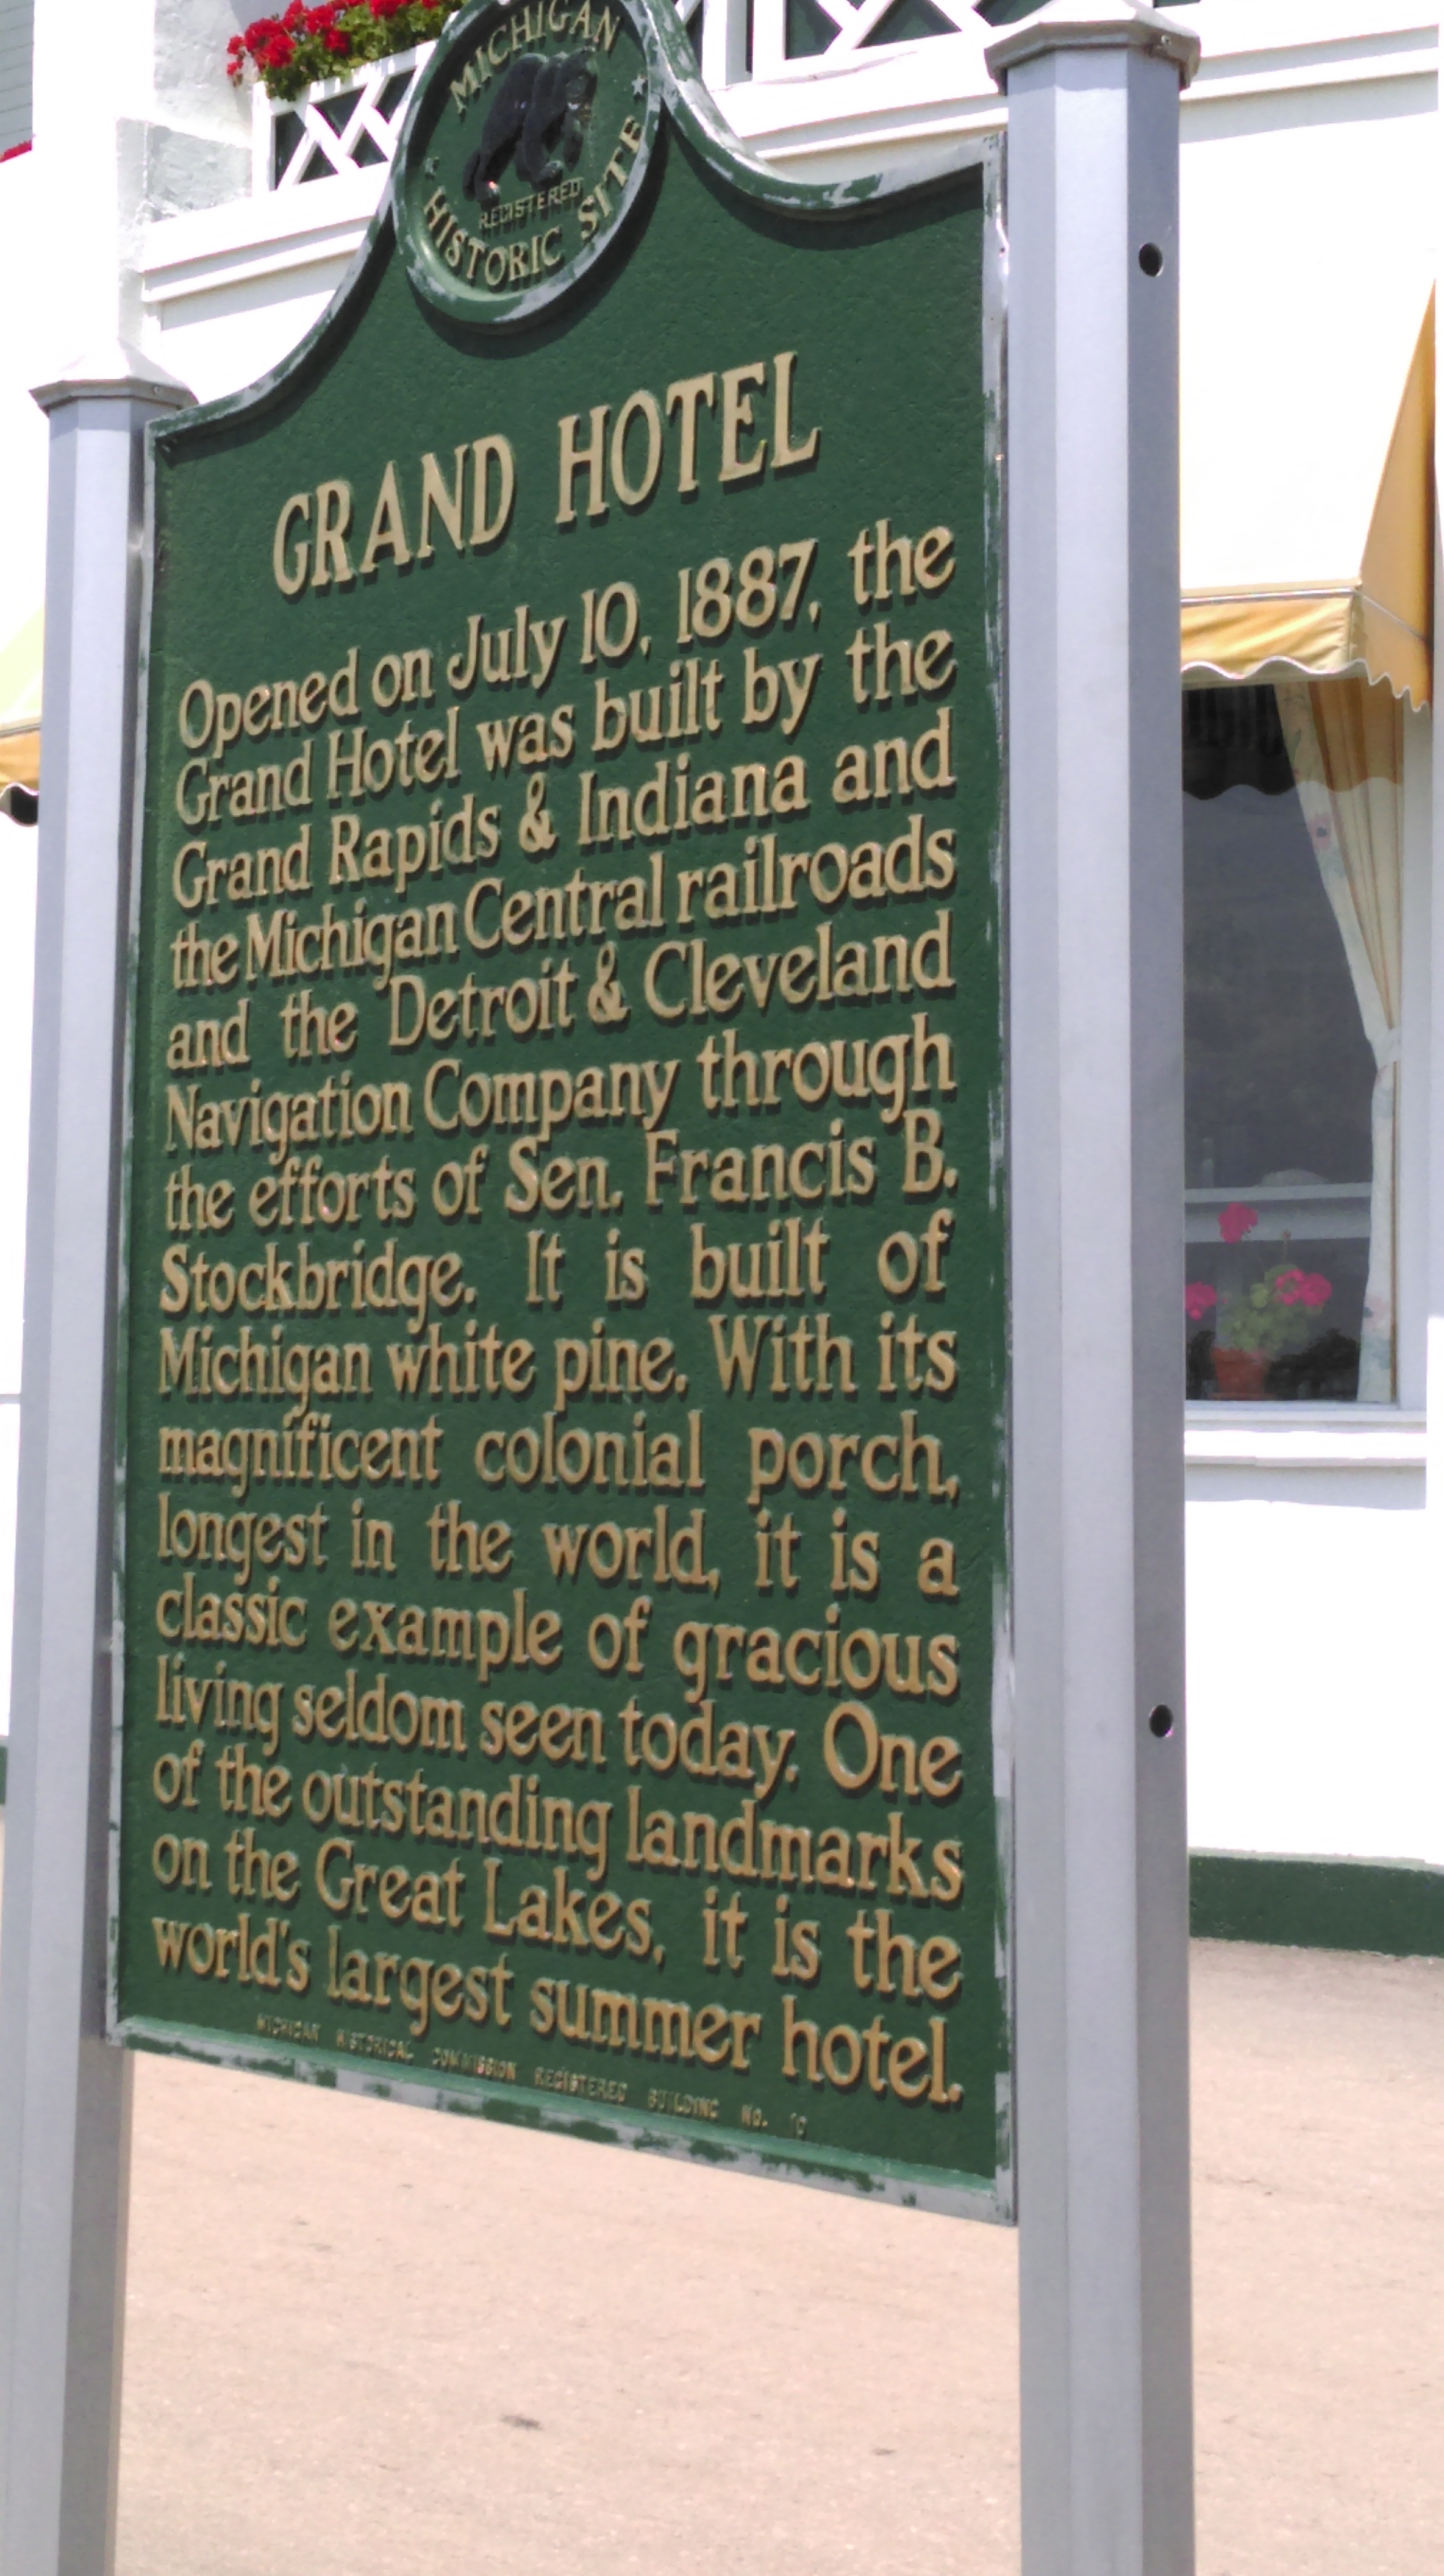 MICHIGAN
REGISTERED
HISTORIC SITE
GRAND HOTEL
Opened on July 10, 1887, the
Grand Hotel was built by the
Grand Rapids & Indiana and
the Michigan Central railroads
and the Detroit & Cleveland
Navigation Company through
the efforts of Sen. Francis B.
Stockbridge. It is built of
Michigan white pine. With its
magnificent colonial porch,
longest in the world, it is a
classic example of gracious
living seldom seen today. One
of the outstanding landmarks
on the Great Lakes, it is the
world's largest summer hotel.
MICHIGAN HISTORICAL COMMISSION REGISTERED BUILDING NO. 10